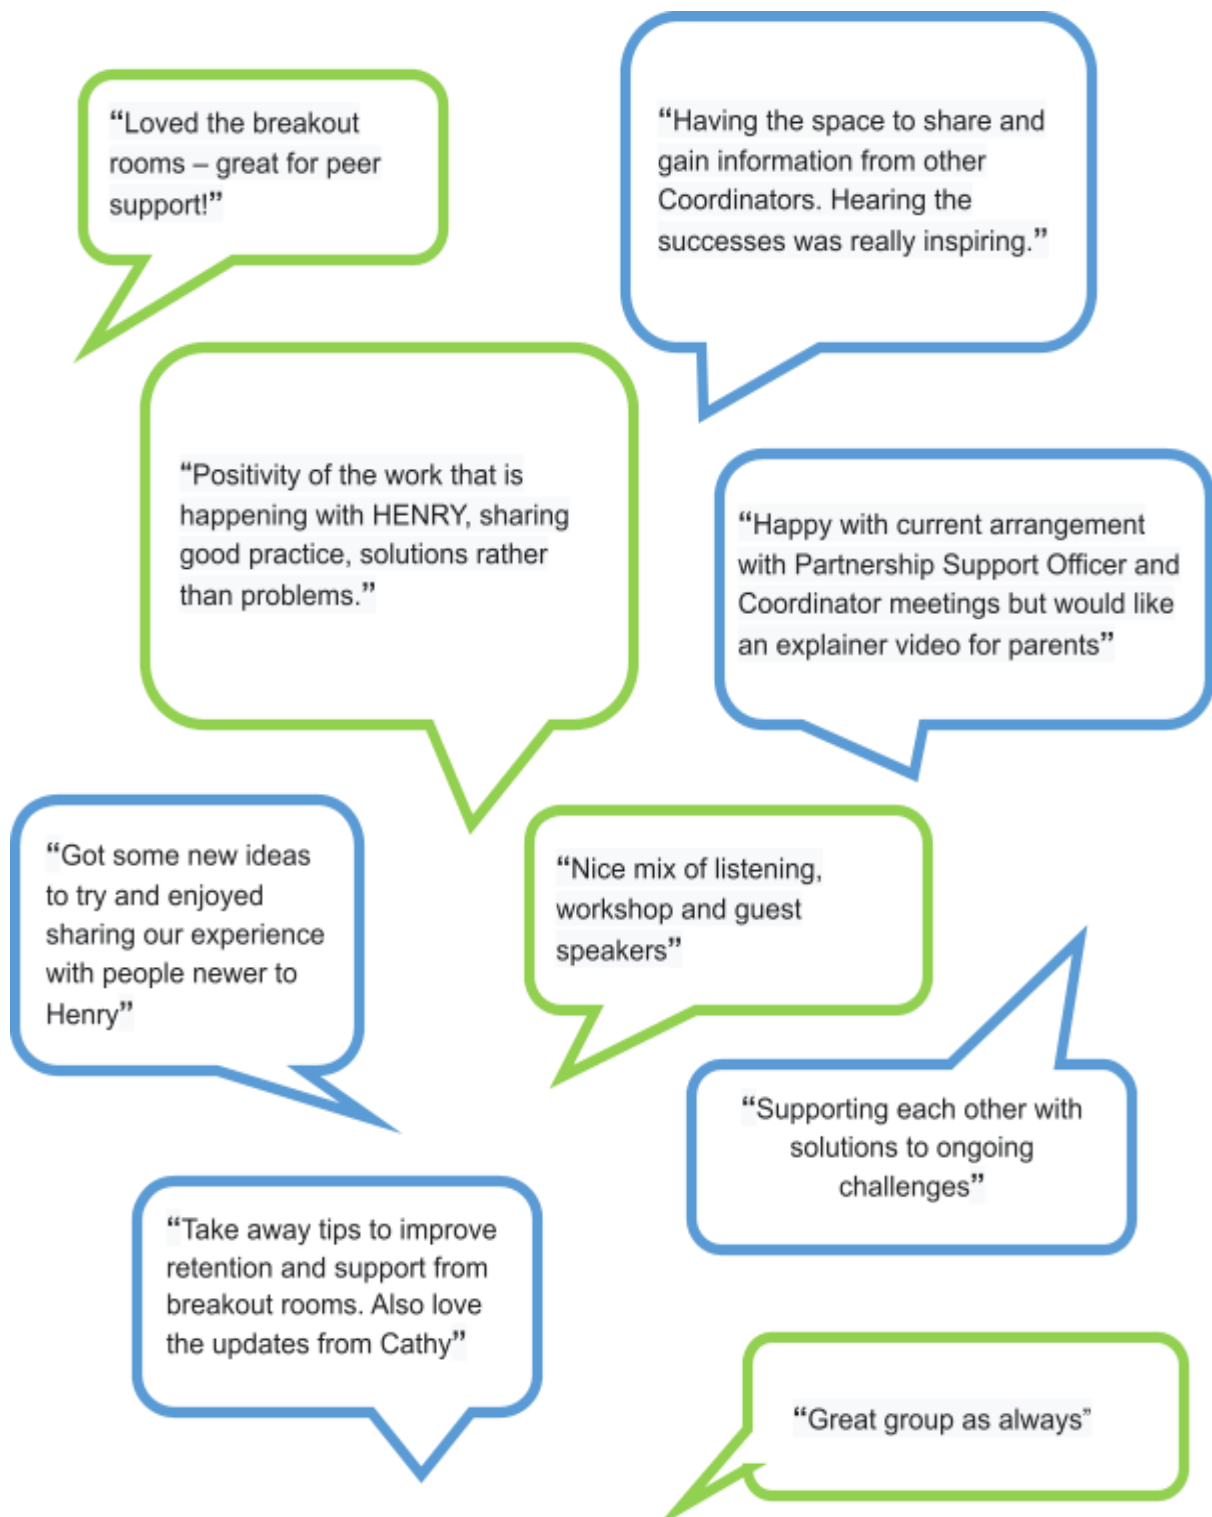 “Loved the breakout
rooms – great for peer
support!”
“Having the space to share and
gain information from other
Coordinators. Hearing the
successes was really inspiring.”
“Positivity of the work that is
happening with HENRY, sharing
good practice, solutions rather
than problems.”
“Happy with current arrangement
with Partnership Support Officer and
Coordinator meetings but would like
an explainer video for parents”
“Got some new ideas
to try and enjoyed
sharing our experience
with people newer to
Henry”
“Nice mix of listening,
workshop and guest
speakers”
“Supporting each other with
solutions to ongoing
challenges”
“Take away tips to improve
retention and support from
breakout rooms. Also love
the updates from Cathy”
“Great group as always”